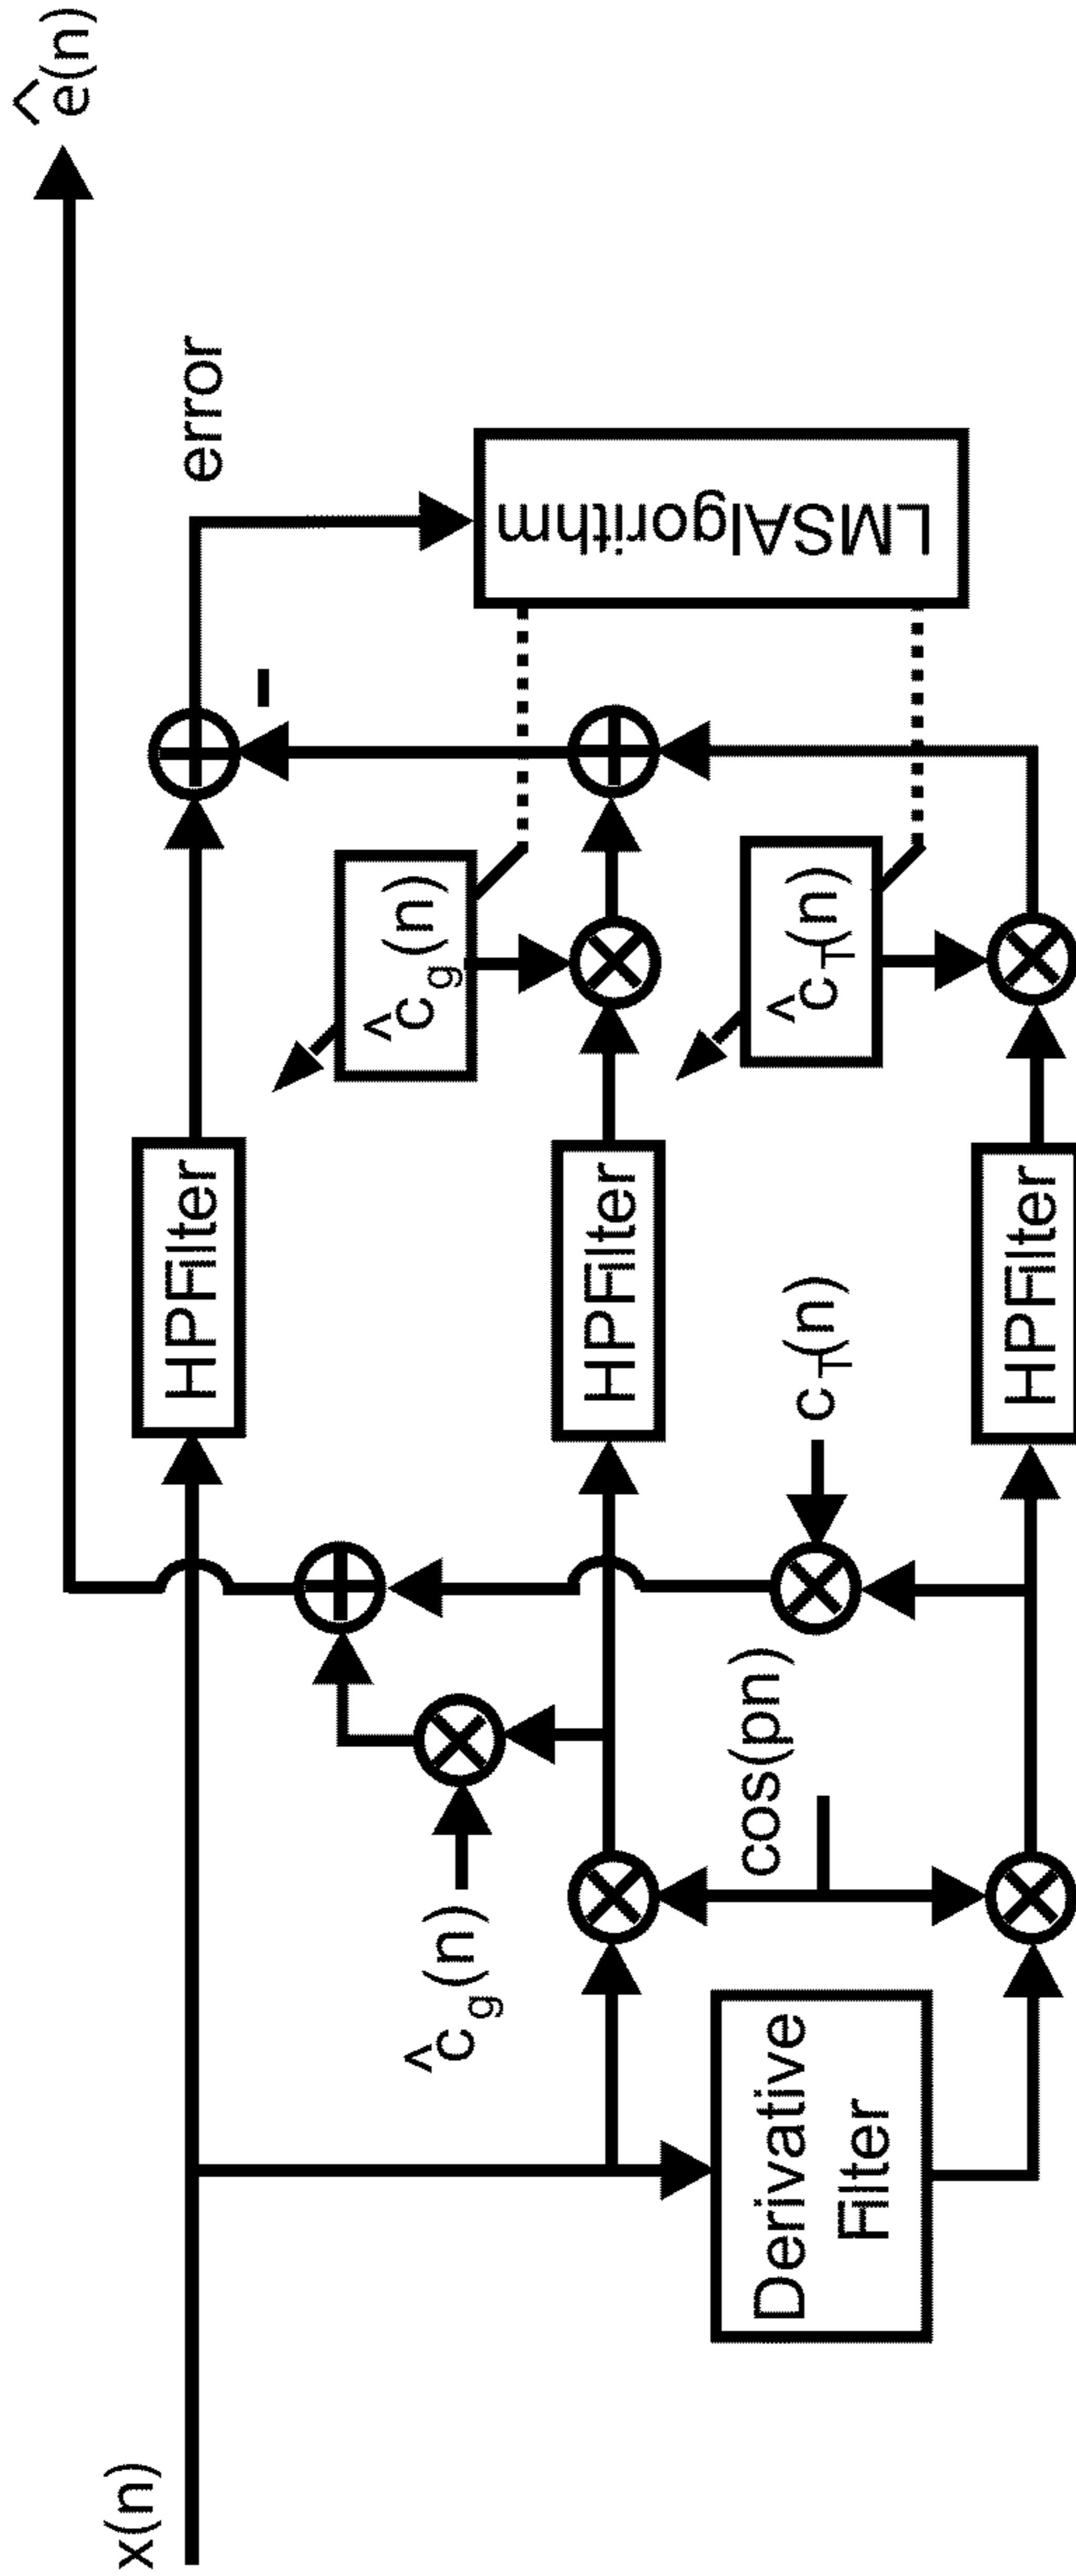 x(n)
ê(n)
error
HPFilter
LMSAlgorithm
ĉg(n)
ĉg(n)
HPFilter
cos(pn)
cT(n)
ĉT(n)
Derivative
Filter
HPFilter